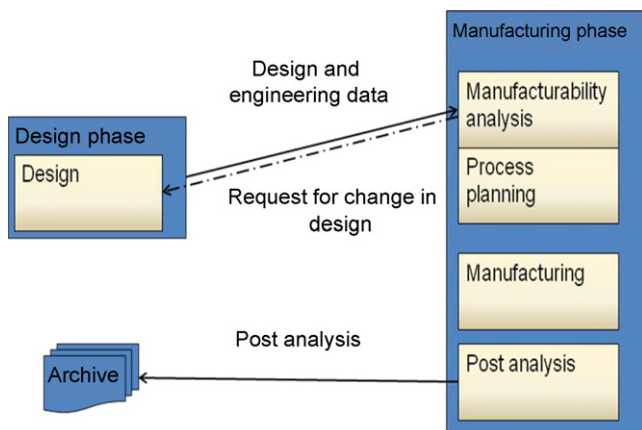 Manufacturing phase
Design and
engineering data
Manufacturability
analysis
Design phase
Design
Process
planning
Request for change in
design
Manufacturing
Post analysis
Post analysis
Archive